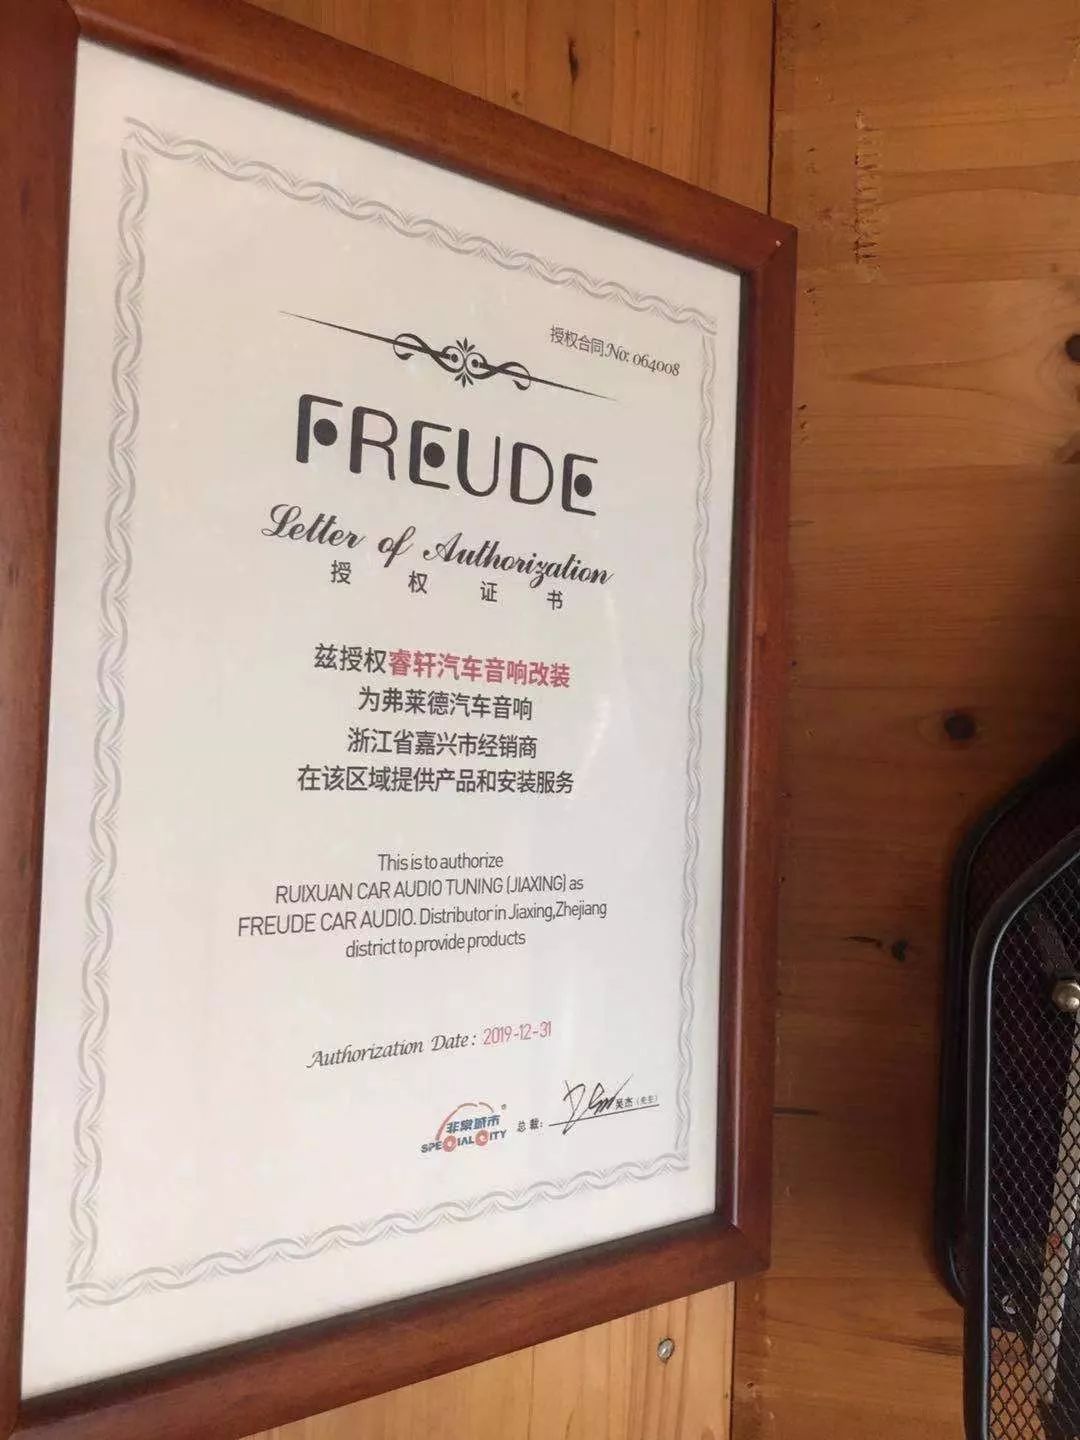 授权合同No: 064008
FREUDE
Letter of Authorization
授权证书
兹授权睿轩汽车音响改装
为弗莱德汽车音响
浙江省嘉兴市经销商
在该区域提供产品和安装服务
This is to authorize
RUIXUAN CAR AUDIO TUNING (JIAXING) as
FREUDE CAR AUDIO. Distributor in Jiaxing,Zhejiang
district to provide products
Authorization Date: 2019-12-31
非常城市
SPECIAL CITY
总裁: 吴杰